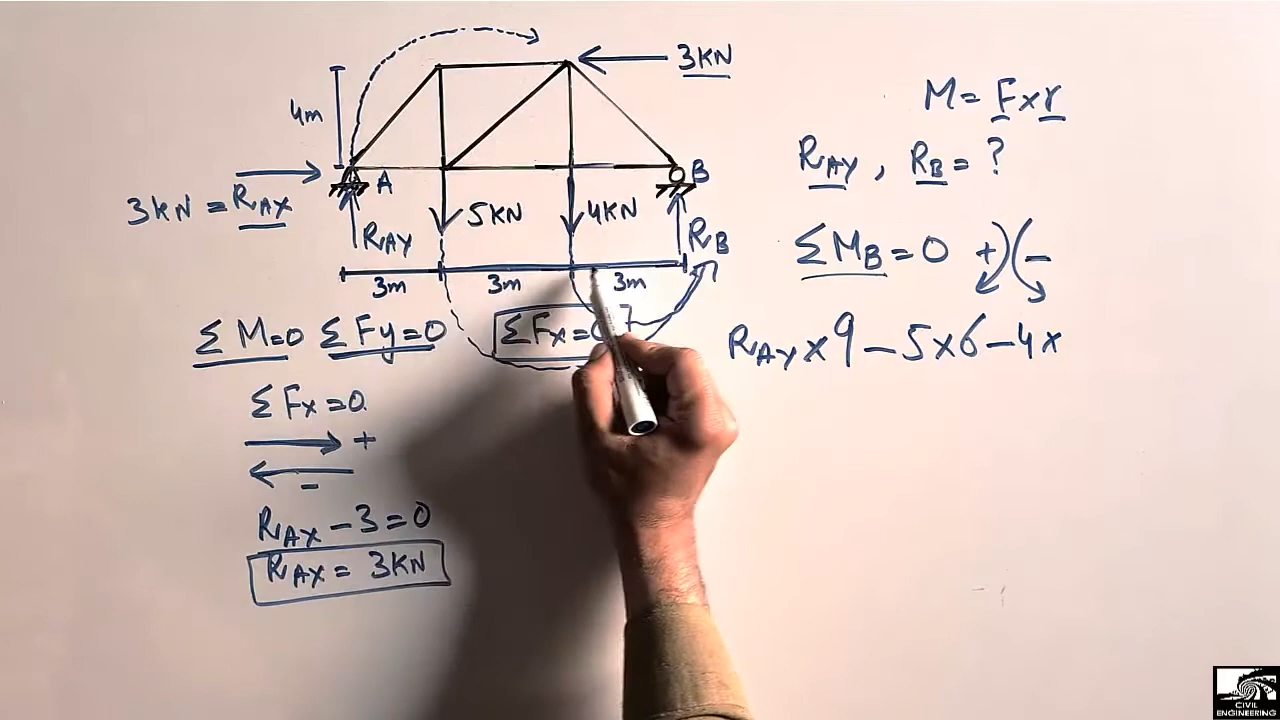 3KN
4m
A
B
3KN = RAX
5KN
4KN
RAY
RB
3m 3m 3m
ΣM=0 ΣFy=0 ΣFx=0
ΣFx=0
+
-
RAX -3=0
RAX = 3KN
M= F×r
RAY , RB= ?
ΣMB=0 +) (-
RAY×9-5×6-4×
CIVIL
ENGINEERING